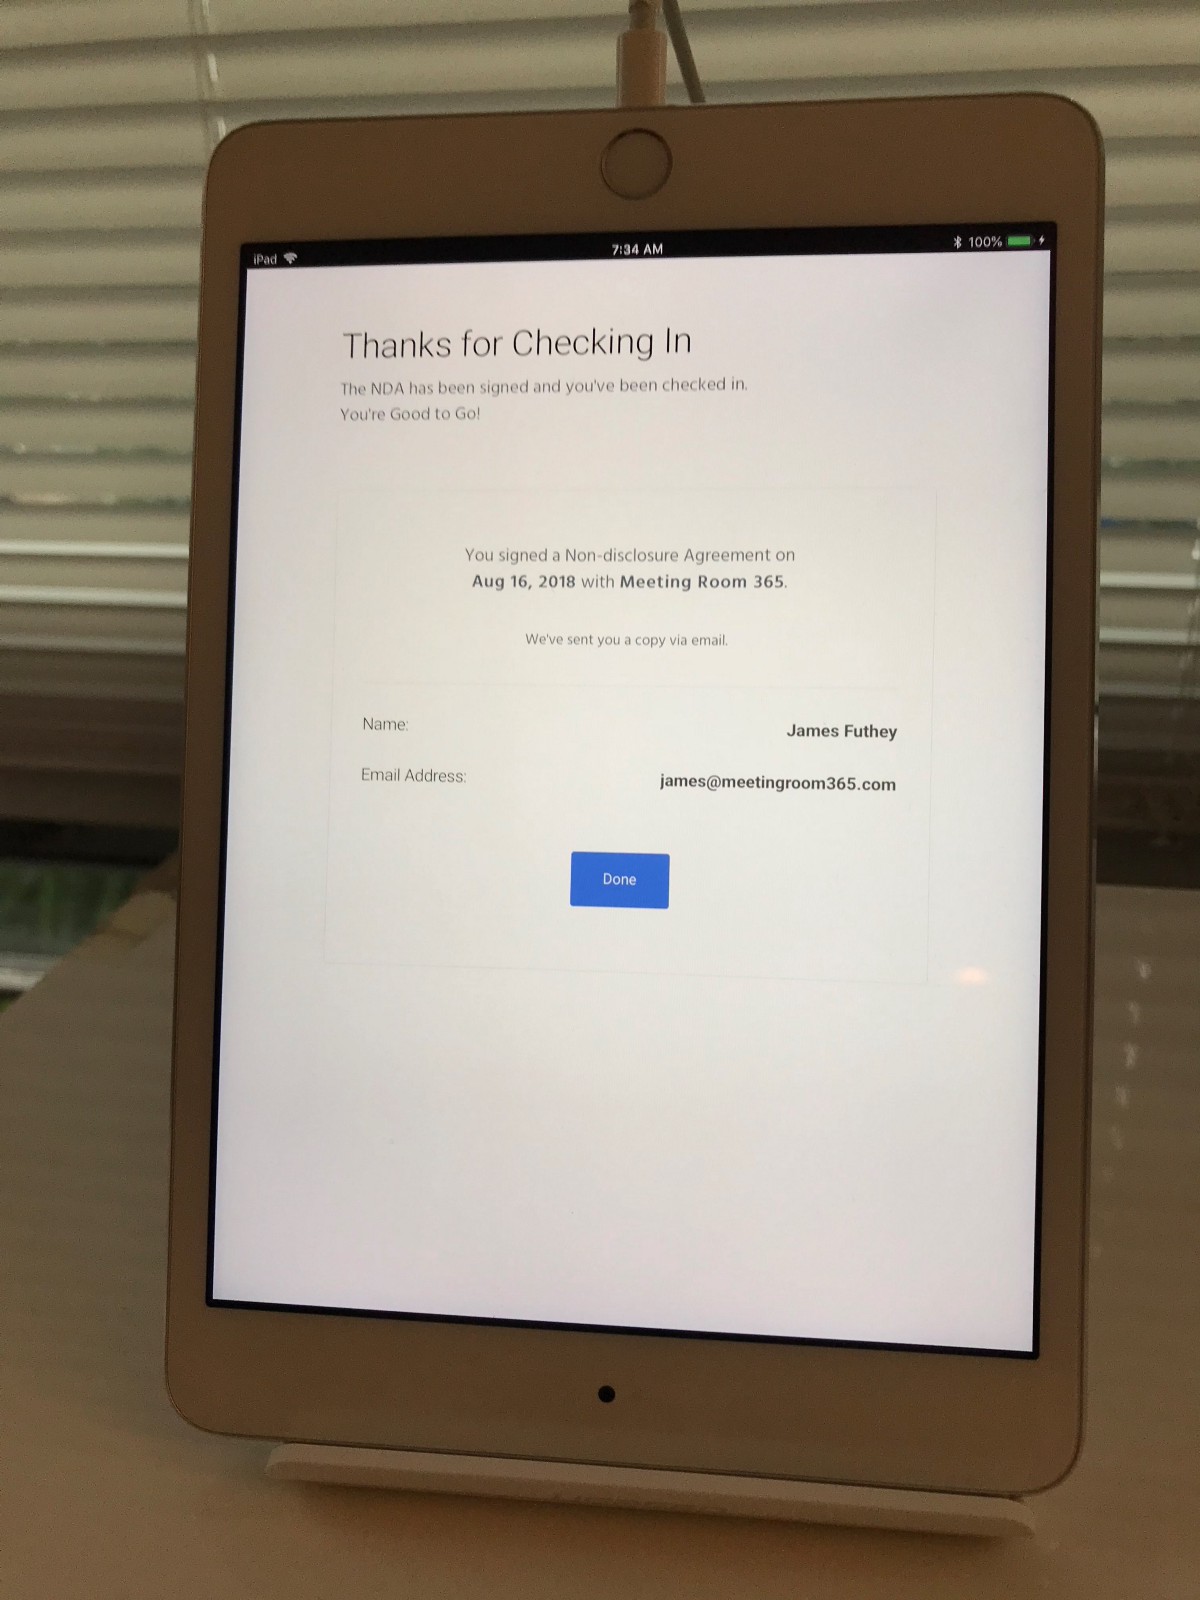 iPad 7:34 AM 100%
Thanks for Checking In
The NDA has been signed and you've been checked in.
You're Good to Go!
You signed a Non-disclosure Agreement on
Aug 16, 2018 with Meeting Room 365.
We've sent you a copy via email.
Name: James Futhey
Email Address: james@meetingroom365.com
Done